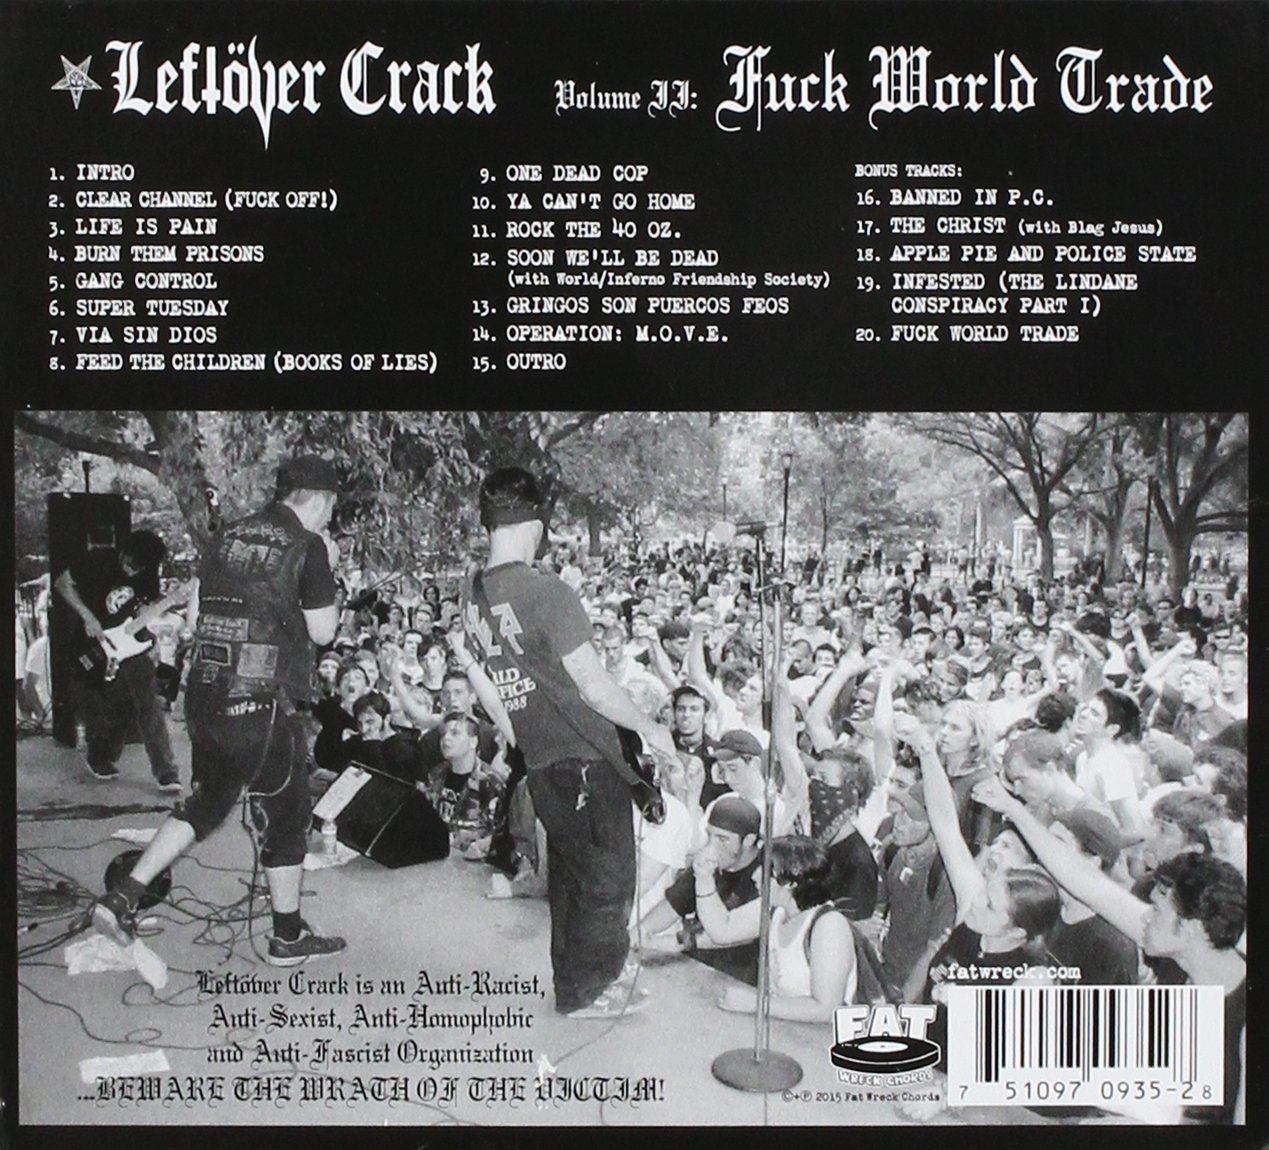 Leftöver Crack Volume II: Fuck World Trade
1. INTRO
2. CLEAR CHANNEL (FUCK OFF!)
3. LIFE IS PAIN
4. BURN THEM PRISONS
5. GANG CONTROL
6. SUPER TUESDAY
7. VIA SIN DIOS
8. FEED THE CHILDREN (BOOKS OF LIES)
9. ONE DEAD COP
10. YA CAN'T GO HOME
11. ROCK THE 40 OZ.
12. SOON WE'LL BE DEAD
(with World/Inferno Friendship Society)
13. GRINGOS SON PUERCOS FEOS
14. OPERATION: M.O.V.E.
15. OUTRO
BONUS TRACKS:
16. BANNED IN P.C.
17. THE CHRIST (with Blag Jesus)
18. APPLE PIE AND POLICE STATE
19. INFESTED (THE LINDANE
CONSPIRACY PART I)
20. FUCK WORLD TRADE
1988
Leftöver Crack is an Anti-Racist,
Anti-Sexist, Anti-Homophobic
and Anti-Fascist Organization
...BEWARE THE WRATH OF THE VICTIM!
fatwreck.com
FAT
WRECK CHORDS
©+℗ 2015 Fat Wreck Chords
7 51097 0935-2 8